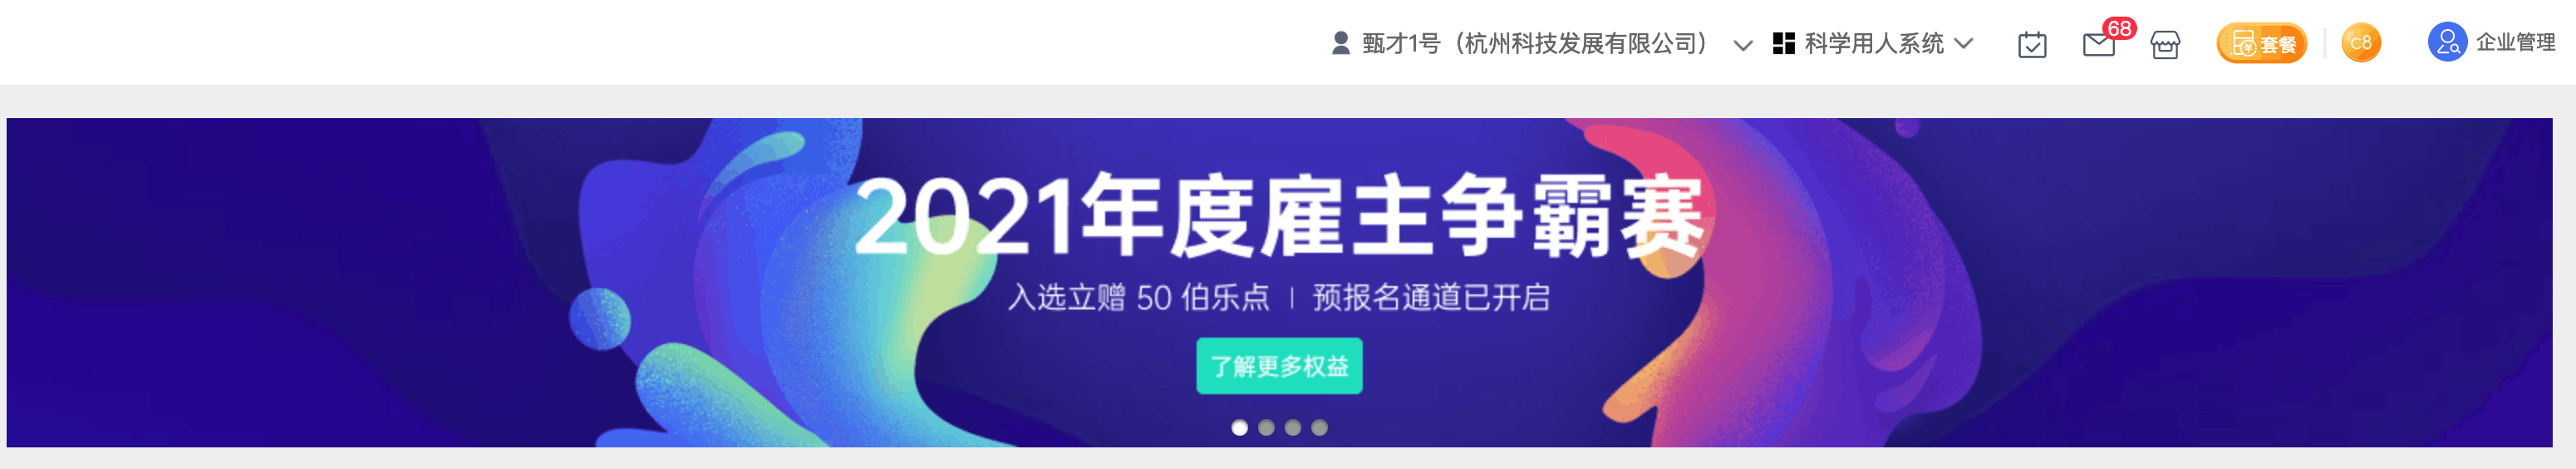 甄才1号（杭州科技发展有限公司） 科学用人系统 68 套餐 C8 企业管理
2021年度雇主争霸赛
入选立赠 50 伯乐点 | 预报名通道已开启
了解更多权益